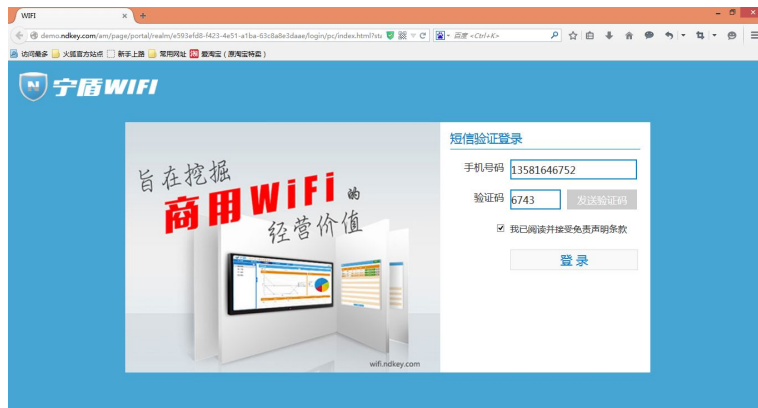 WIFI
demo.ndkey.com/am/page/portal/realm/e593efd8-f423-4e51-a1ba-63c8a8e3daae/login/pc/index.html?stu
百度 <Ctrl+K>
访问最多 火狐官方站点 新手上路 常用网址 爱淘宝（原淘宝特卖）
N 宁盾WIFI
旨在挖掘
商用WiFi的
经营价值
wifi.ndkey.com
短信验证登录
手机号码 13581646752
验证码 6743 发送验证码
我已阅读并接受免责声明条款
登录